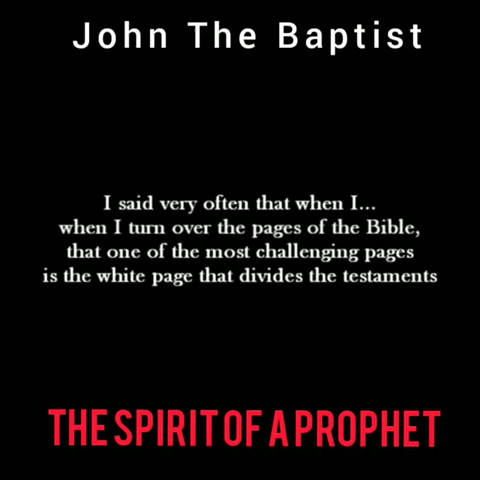 John The Baptist
I said very often that when I...
when I turn over the pages of the Bible,
that one of the most challenging pages
is the white page that divides the testaments
THE SPIRIT OF A PROPHET